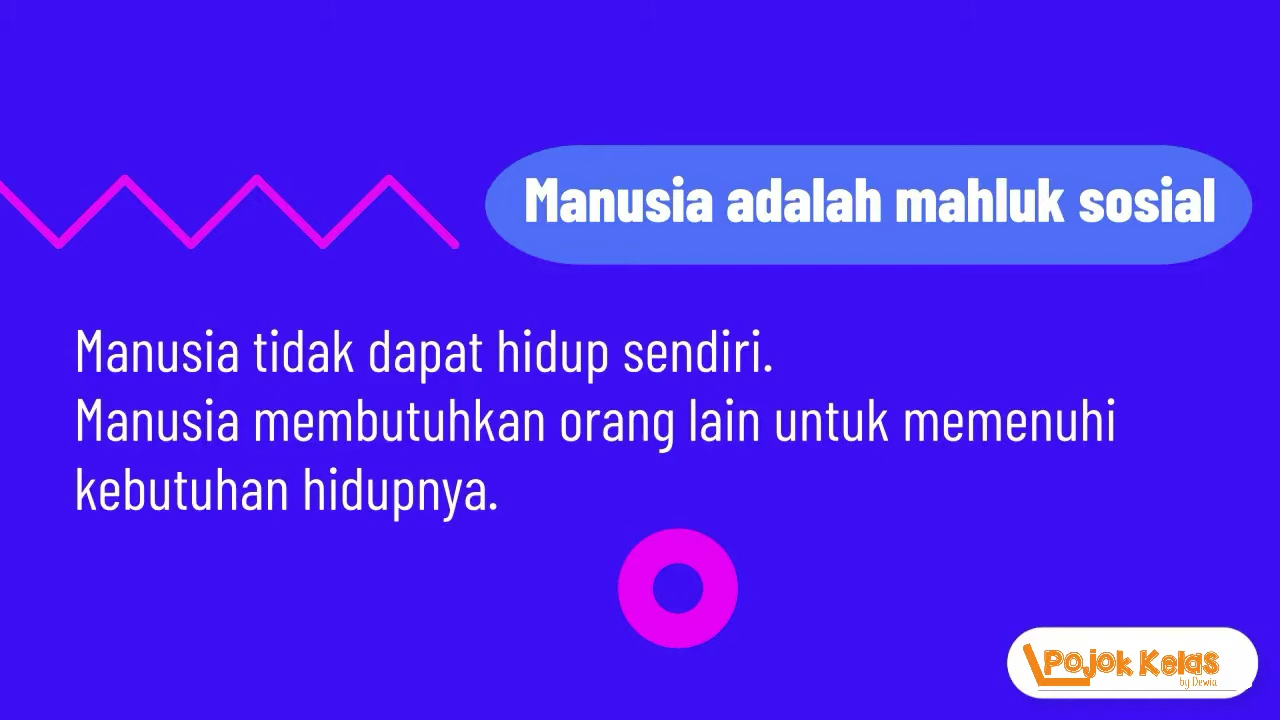 Manusia adalah mahluk sosial
Manusia tidak dapat hidup sendiri.
Manusia membutuhkan orang lain untuk memenuhi
kebutuhan hidupnya.
Pojok Kelas
by Dewia